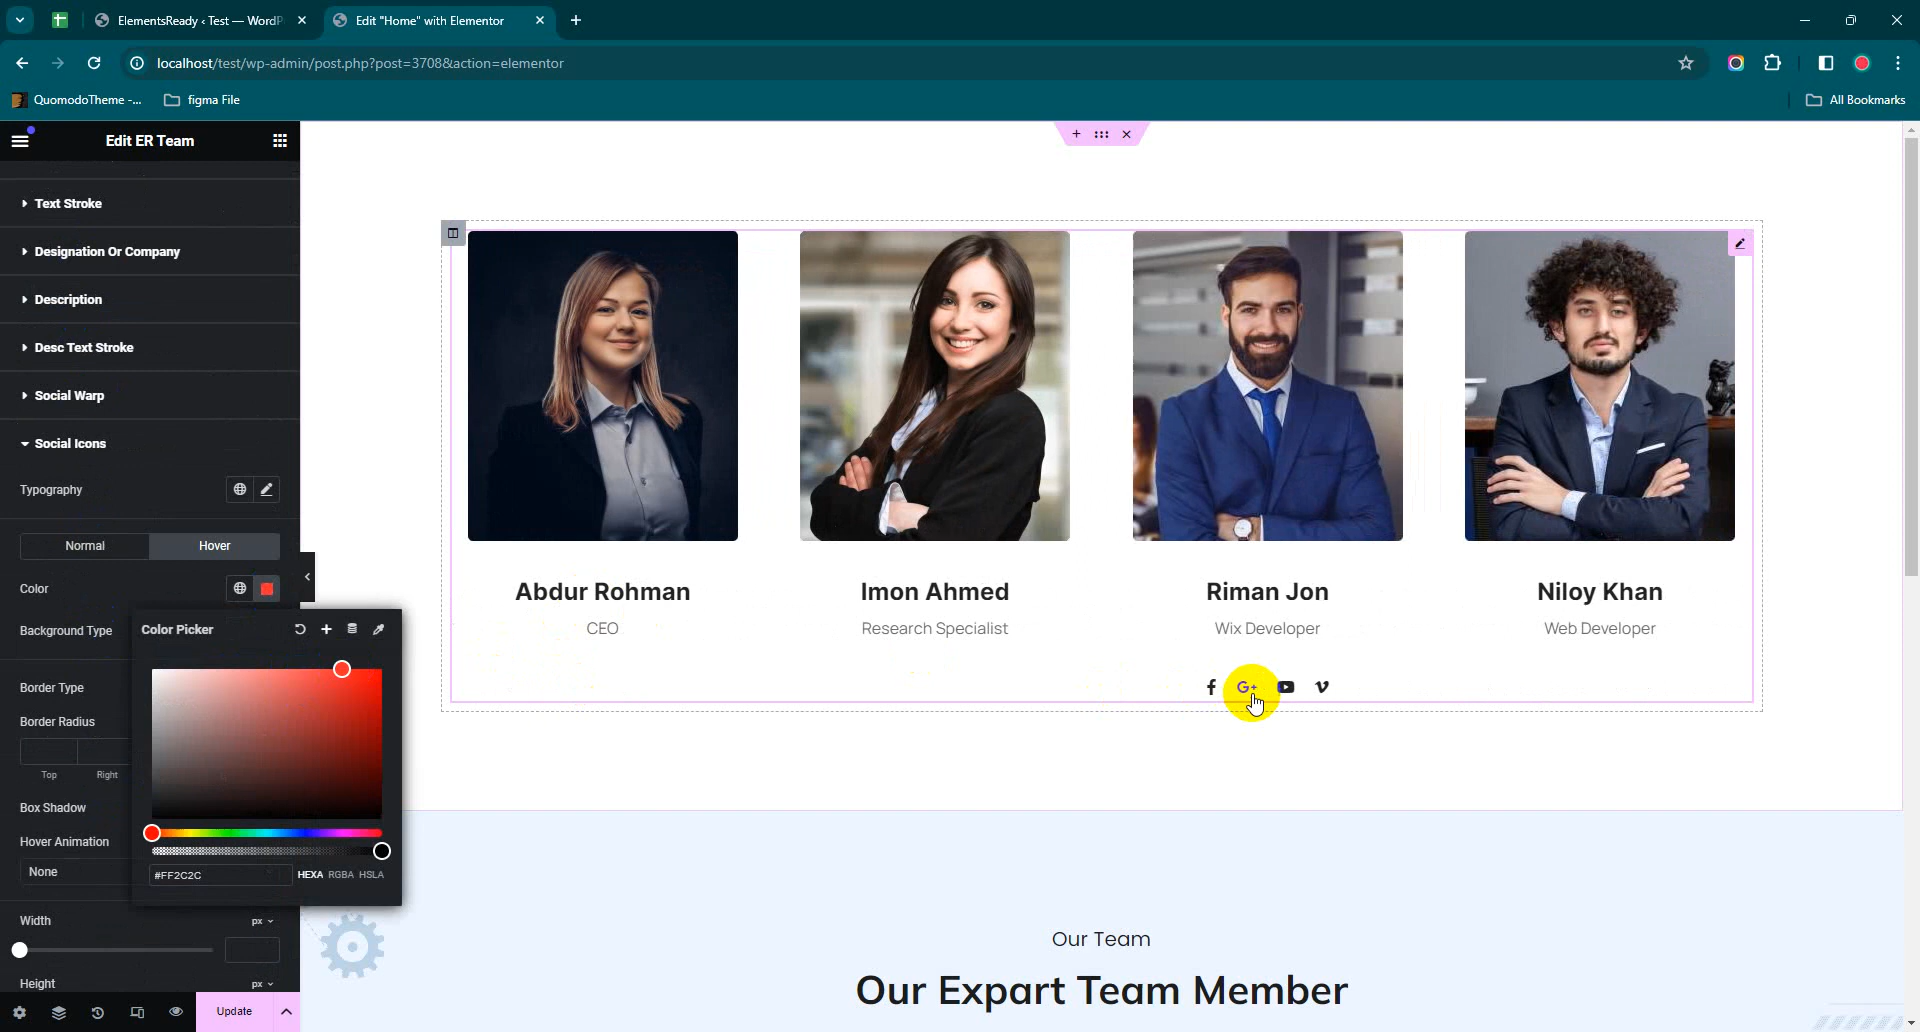 ElementsReady ‹ Test — WordP
Edit "Home" with Elementor
localhost/test/wp-admin/post.php?post=3708&action=elementor
QuomodoTheme -...
figma File
All Bookmarks
Edit ER Team
Text Stroke
Designation Or Company
Description
Desc Text Stroke
Social Warp
Social Icons
Typography
Normal
Hover
Color
Background Type
Color Picker
Border Type
Border Radius
Top
Right
Box Shadow
Hover Animation
None
#FF2C2C
HEXA RGBA HSLA
Width
px
Height
px
Update
Abdur Rohman
CEO
Imon Ahmed
Research Specialist
Riman Jon
Wix Developer
Niloy Khan
Web Developer
G+
Our Team
Our Expart Team Member